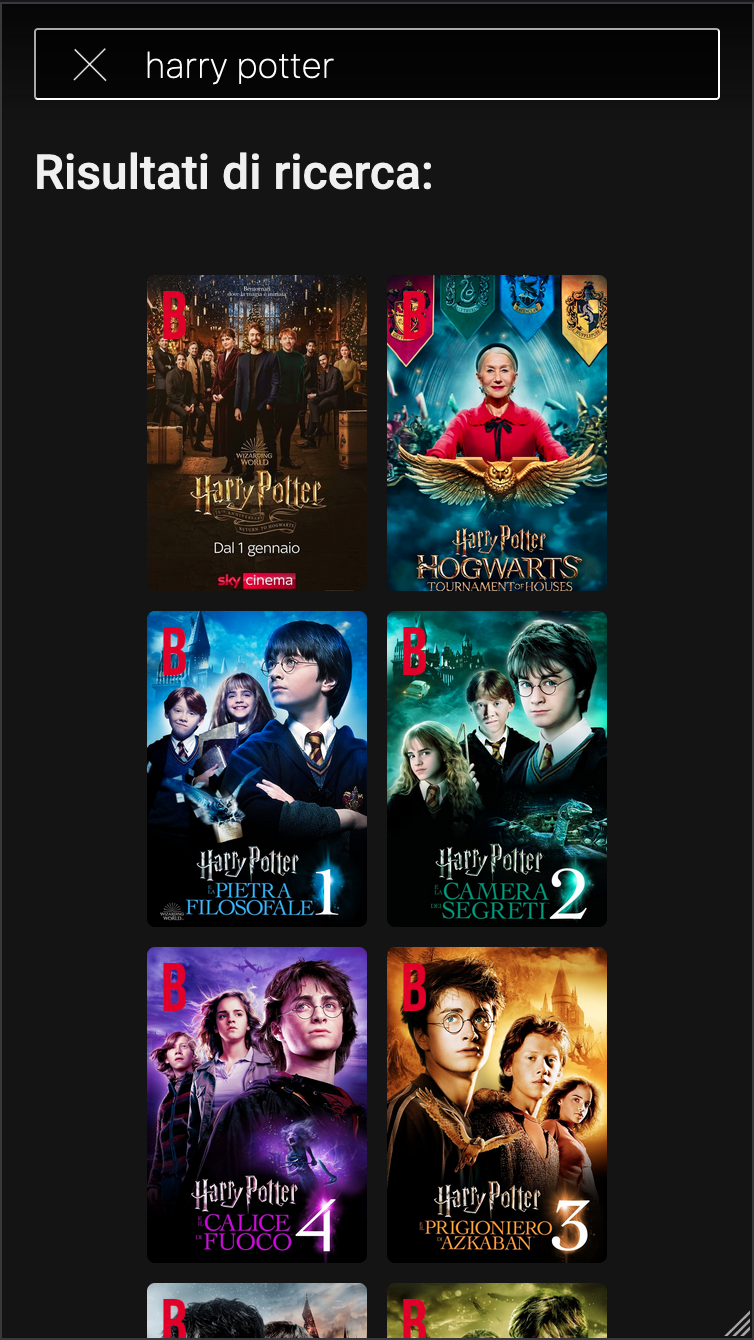 harry potter
Risultati di ricerca:
B
Bentornati
dove la magia è iniziata
WIZARDING
WORLD
Harry Potter
20TH ANNIVERSARY
RETURN TO HOGWARTS
Dal 1 gennaio
sky cinema
B
Harry Potter
HOGWARTS
TOURNAMENT OF HOUSES
B
Harry Potter
E LA PIETRA
FILOSOFALE 1
WIZARDING
WORLD
B
Harry Potter
E LA CAMERA
DEI SEGRETI 2
B
Harry Potter
E IL CALICE
DI FUOCO 4
B
Harry Potter
E IL PRIGIONIERO
DI AZKABAN 3
B
B